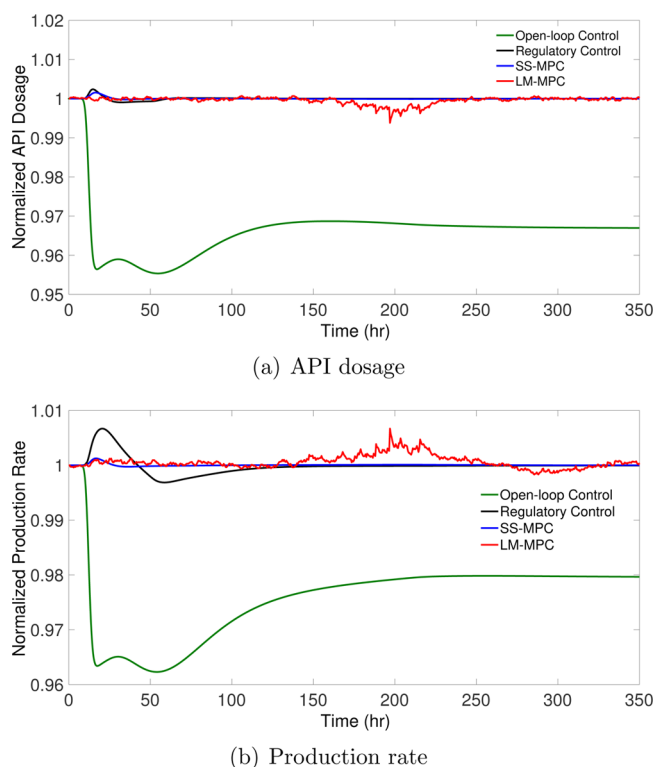 1.02
1.01
1
0.99
0.98
0.97
0.96
0.95
Normalized API Dosage
Open-loop Control
Regulatory Control
SS-MPC
LM-MPC
0 50 100 150 200 250 300 350
Time (hr)
(a) API dosage
1.01
1
0.99
0.98
0.97
0.96
Normalized Production Rate
Open-loop Control
Regulatory Control
SS-MPC
LM-MPC
0 50 100 150 200 250 300 350
Time (hr)
(b) Production rate